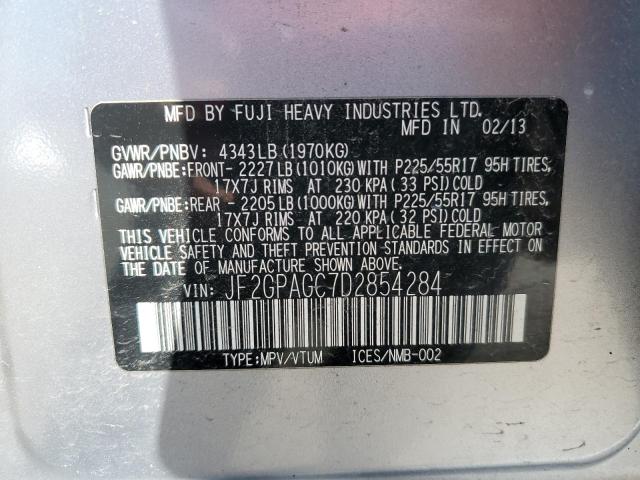 MFD BY FUJI HEAVY INDUSTRIES LTD.
MFD IN 02/13
GVWR/PNBV: 4343LB (1970KG)
GAWR/PNBE:FRONT- 2227LB (1010KG) WITH P225/55R17 95H TIRES,
17X7J RIMS AT 230 KPA (33 PSI) COLD
GAWR/PNBE:REAR - 2205LB (1000KG) WITH P225/55R17 95H TIRES,
17X7J RIMS AT 220 KPA (32 PSI) COLD
THIS VEHICLE CONFORMS TO ALL APPLICABLE FEDERAL MOTOR
VEHICLE SAFETY AND THEFT PREVENTION STANDARDS IN EFFECT ON
THE DATE OF MANUFACTURE SHOWN ABOVE.
VIN: JF2GPAGC7D2854284
TYPE:MPV/VTUM ICES/NMB-002